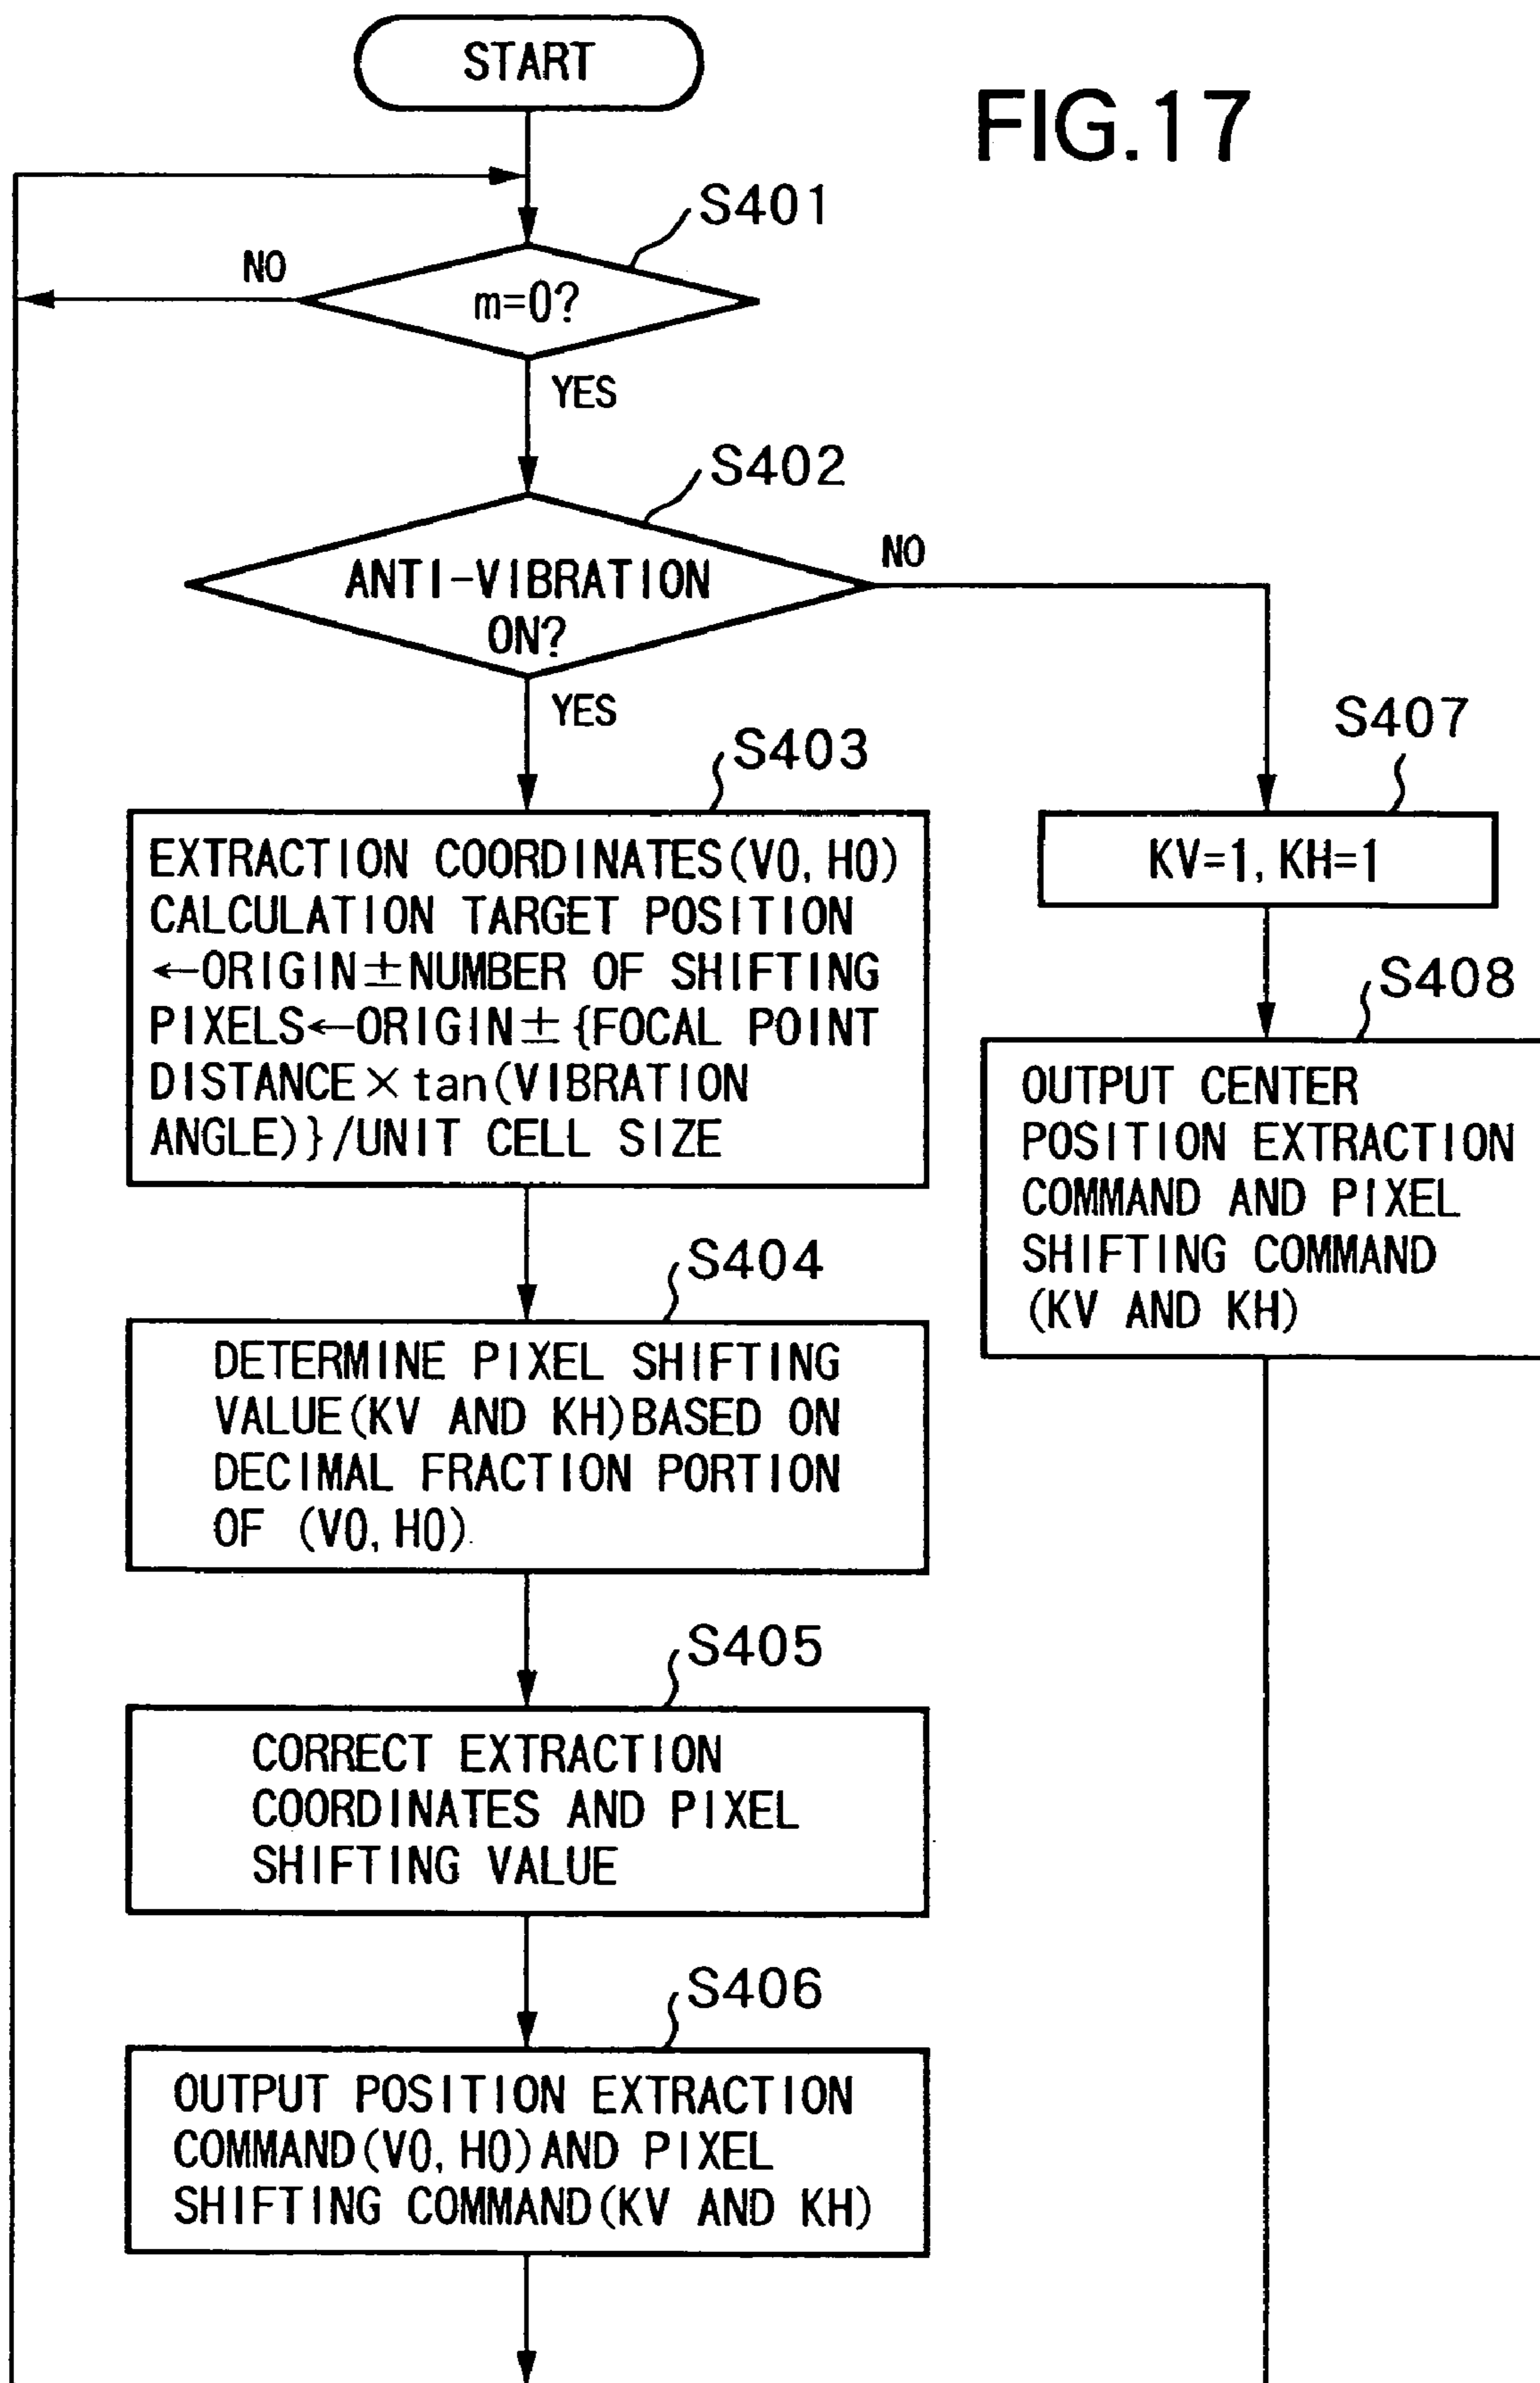 START
FIG.17
S401
NO
m=0?
YES
S402
NO
ANTI-VIBRATION
ON?
YES
S403
EXTRACTION COORDINATES(V0, H0)
CALCULATION TARGET POSITION
←ORIGIN±NUMBER OF SHIFTING
PIXELS←ORIGIN±{FOCAL POINT
DISTANCE×tan(VIBRATION
ANGLE)}/UNIT CELL SIZE
S407
KV=1, KH=1
S408
OUTPUT CENTER
POSITION EXTRACTION
COMMAND AND PIXEL
SHIFTING COMMAND
(KV AND KH)
S404
DETERMINE PIXEL SHIFTING
VALUE(KV AND KH)BASED ON
DECIMAL FRACTION PORTION
OF (V0, H0)
S405
CORRECT EXTRACTION
COORDINATES AND PIXEL
SHIFTING VALUE
S406
OUTPUT POSITION EXTRACTION
COMMAND(V0, H0)AND PIXEL
SHIFTING COMMAND(KV AND KH)